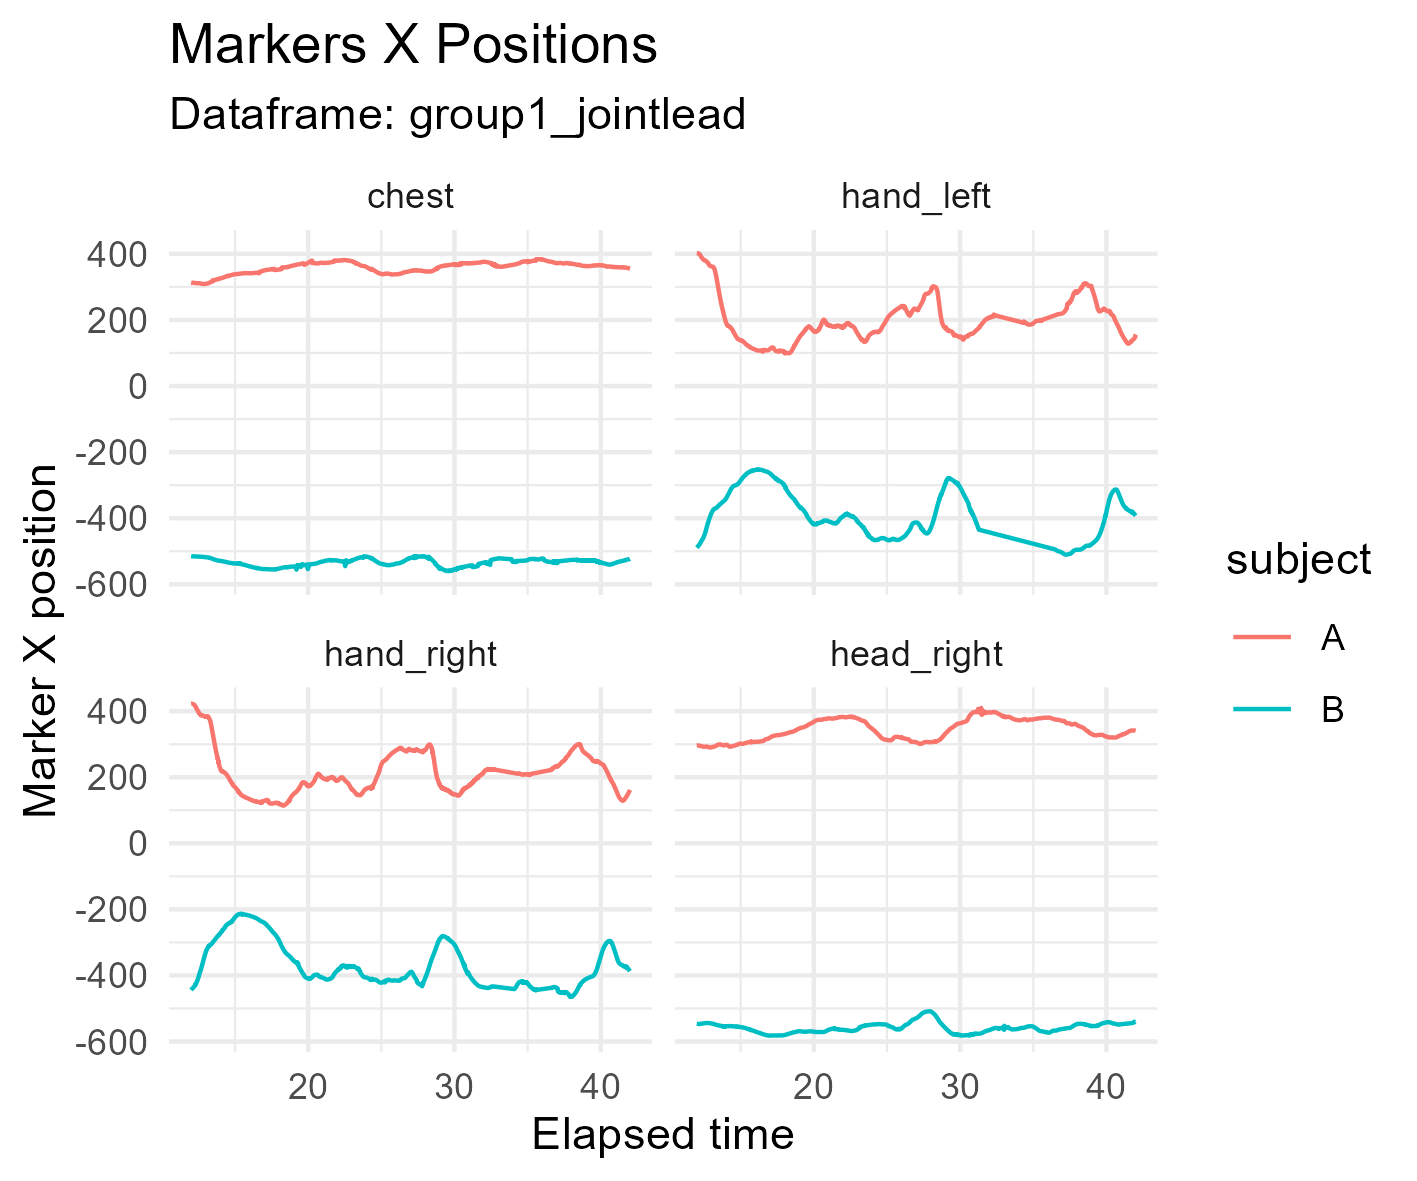 Markers X Positions
Dataframe: group1_jointlead
chest
hand_left
400
200
0
-200
-400
-600
hand_right
head_right
400
200
0
-200
-400
-600
20
30
40
20
30
40
Elapsed time
Marker X position
subject
A
B